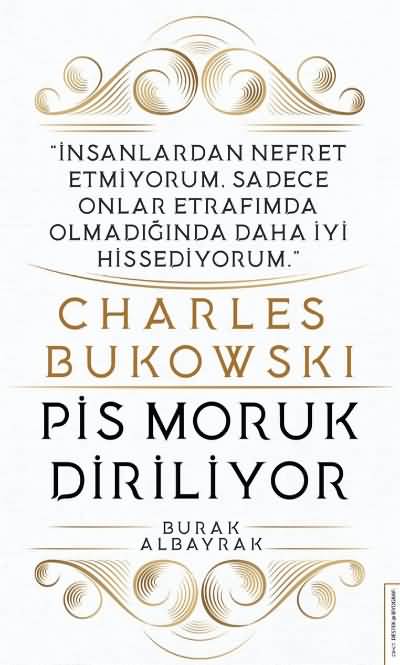 "İNSANLARDAN NEFRET
ETMİYORUM. SADECE
ONLAR ETRAFIMDA
OLMADIĞINDA DAHA İYİ
HİSSEDİYORUM."
CHARLES
BUKOWSKI
PİS MORUK
DİRİLİYOR
BURAK
ALBAYRAK